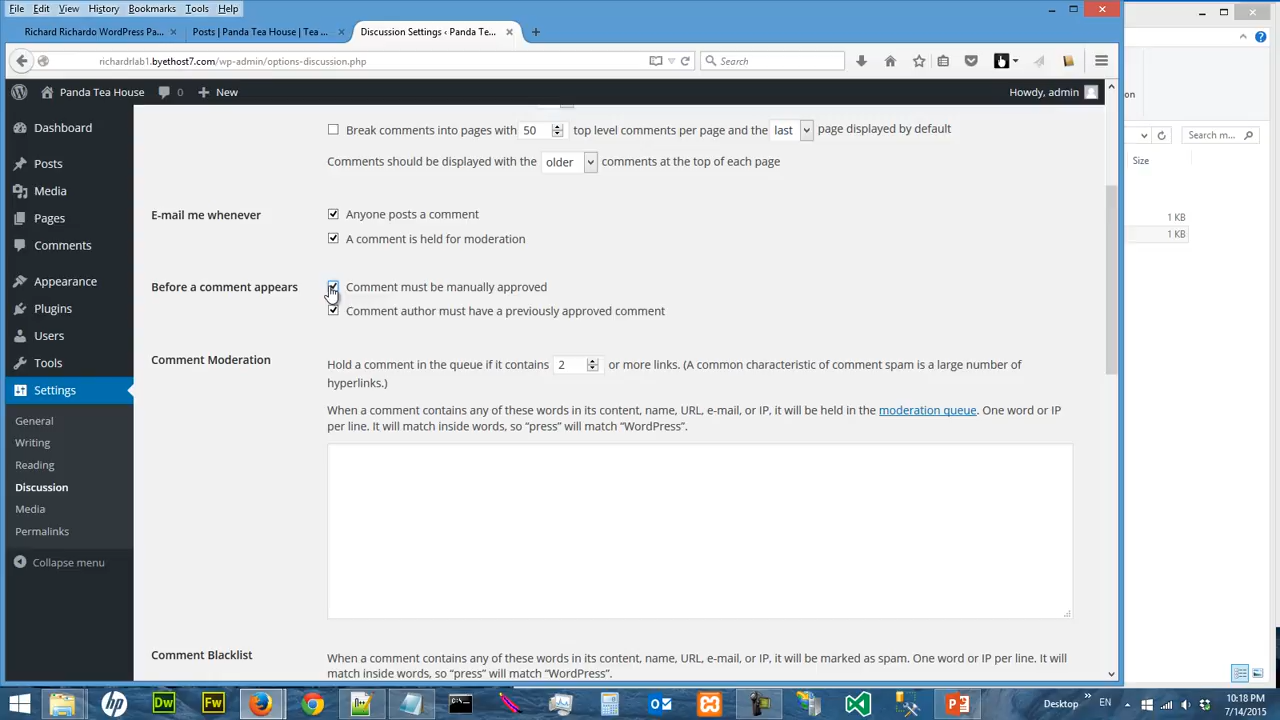 File Edit View History Bookmarks Tools Help
Richard Richardo WordPress Pa... × Posts | Panda Tea House | Tea ... × Discussion Settings ‹ Panda Te... × +
richardrlab1.byethost7.com/wp-admin/options-discussion.php Search
Panda Tea House 0 + New Howdy, admin
Dashboard
Posts
Media
Pages
Comments
Appearance
Plugins
Users
Tools
Settings
General
Writing
Reading
Discussion
Media
Permalinks
Collapse menu
Break comments into pages with 50 top level comments per page and the last page displayed by default
Comments should be displayed with the older comments at the top of each page
E-mail me whenever Anyone posts a comment
A comment is held for moderation
Before a comment appears Comment must be manually approved
Comment author must have a previously approved comment
Comment Moderation Hold a comment in the queue if it contains 2 or more links. (A common characteristic of comment spam is a large number of
hyperlinks.)
When a comment contains any of these words in its content, name, URL, e-mail, or IP, it will be held in the moderation queue. One word or IP
per line. It will match inside words, so “press” will match “WordPress”.
Comment Blacklist When a comment contains any of these words in its content, name, URL, e-mail, or IP, it will be marked as spam. One word or IP per line. It will
match inside words, so “press” will match “WordPress”.
on
Search m...
Size
1 KB
1 KB
Desktop » EN 10:18 PM
7/14/2015